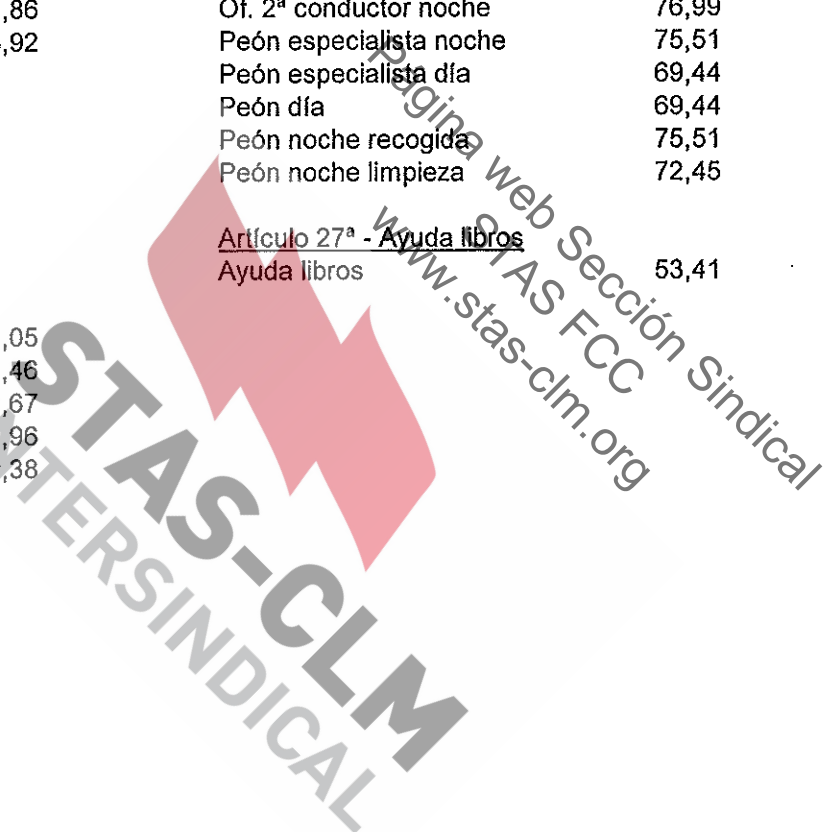 ,86
,92
Of. 2ª conductor noche 76,99
Peón especialista noche 75,51
Peón especialista día 69,44
Peón día 69,44
Peón noche recogida 75,51
Peón noche limpieza 72,45
Artículo 27ª - Ayuda libros
Ayuda libros 53,41
,05
,46
,67
,96
,38
Página web Sección Sindical
STAS FCC
www.stas-clm.org
STAS-CLM
INTERSINDICAL